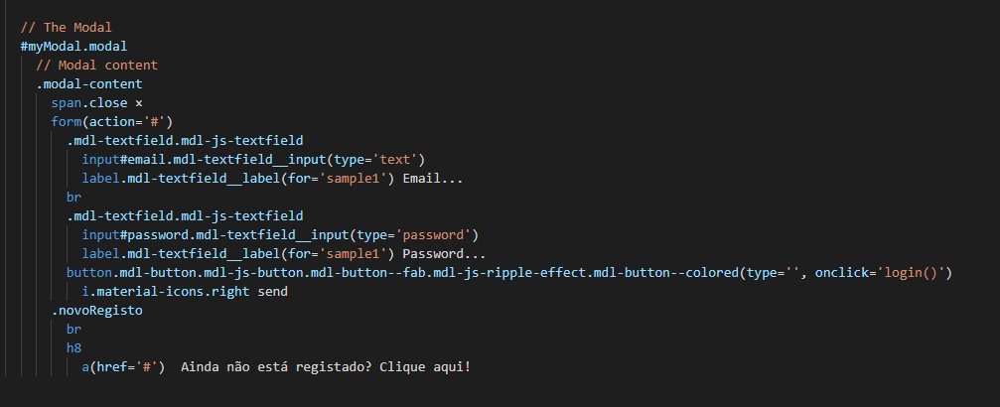 // The Modal
#myModal.modal
// Modal content
.modal-content
span.close ×
form(action='#')
.mdl-textfield.mdl-js-textfield
input#email.mdl-textfield__input(type='text')
label.mdl-textfield__label(for='sample1') Email...
br
.mdl-textfield.mdl-js-textfield
input#password.mdl-textfield__input(type='password')
label.mdl-textfield__label(for='sample1') Password...
button.mdl-button.mdl-js-button.mdl-button--fab.mdl-js-ripple-effect.mdl-button--colored(type='', onclick='login()')
i.material-icons.right send
.novoRegisto
br
h8
a(href='#')  Ainda não está registado? Clique aqui!